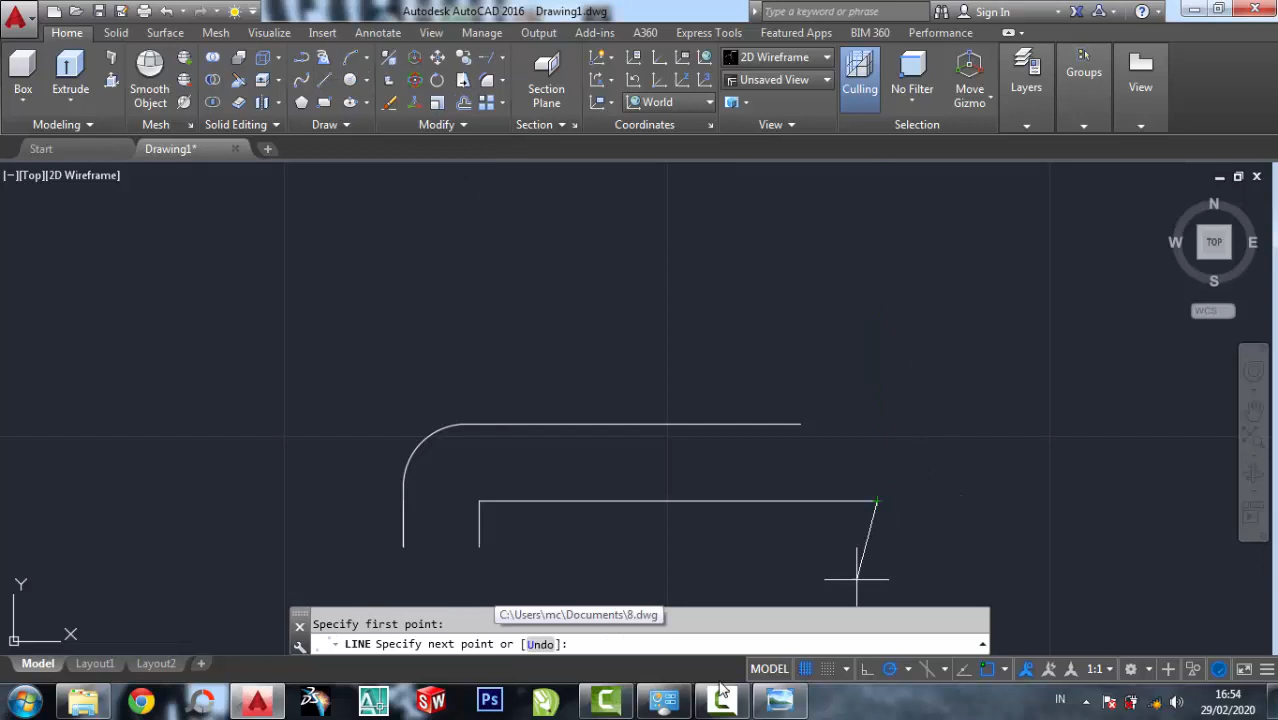 Autodesk AutoCAD 2016 Drawing1.dwg
Type a keyword or phrase
Sign In
Home Solid Surface Mesh Visualize Insert Annotate View Manage Output Add-ins A360 Express Tools Featured Apps BIM 360 Performance
2D Wireframe
Unsaved View
World
Box Extrude Smooth Object Section Plane Culling No Filter Move Gizmo Layers Groups View
Modeling Mesh Solid Editing Draw Modify Section Coordinates View Selection
Start Drawing1*
[−][Top][2D Wireframe]
N
W TOP E
S
WCS
Y
X
C:\Users\mc\Documents\8.dwg
Specify first point:
LINE Specify next point or [Undo]:
Model Layout1 Layout2
MODEL 1:1
Ps
IN
16:54
29/02/2020